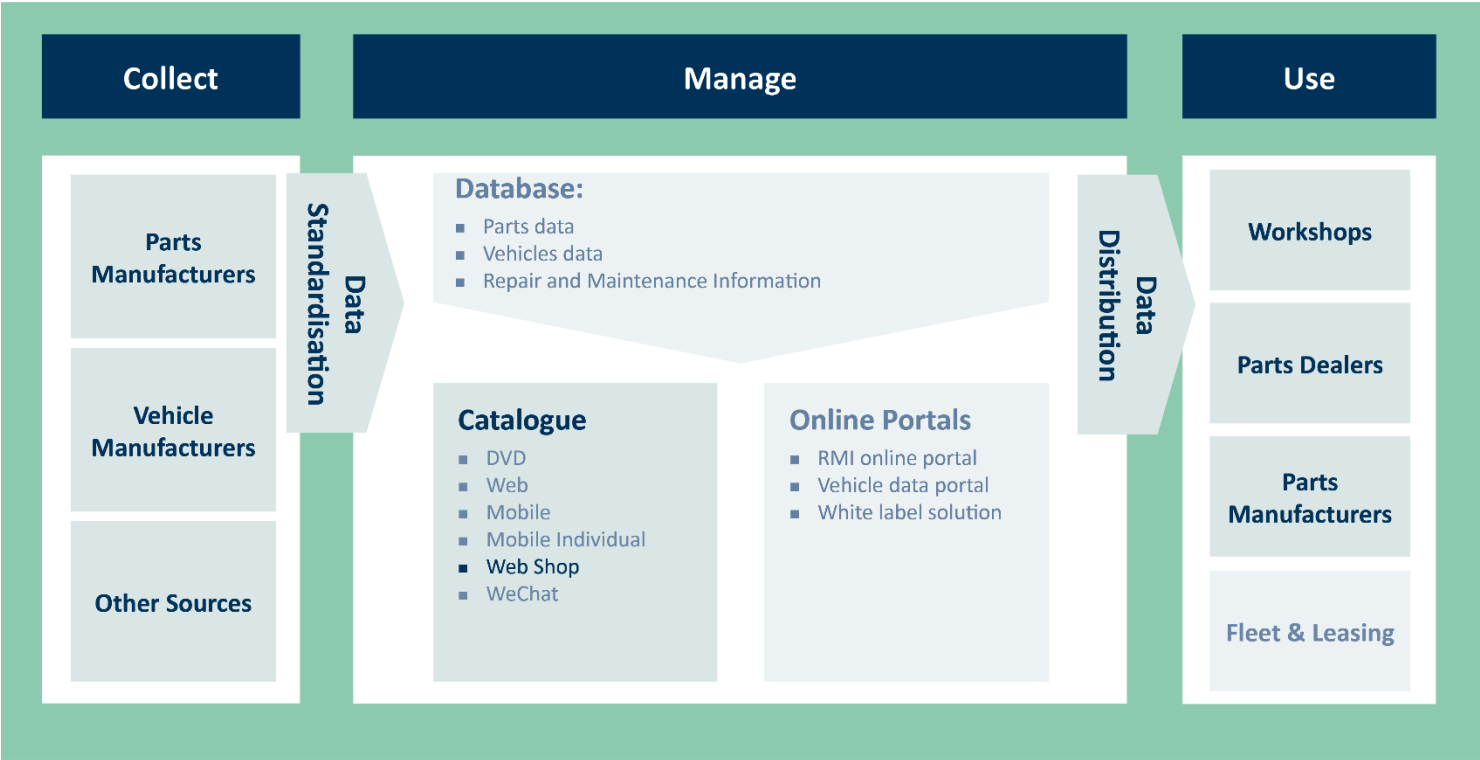 Collect
Manage
Use
Parts
Manufacturers
Vehicle
Manufacturers
Other Sources
Data
Standardisation
Database:
▪ Parts data
▪ Vehicles data
▪ Repair and Maintenance Information
Catalogue
▪ DVD
▪ Web
▪ Mobile
▪ Mobile Individual
▪ Web Shop
▪ WeChat
Online Portals
▪ RMI online portal
▪ Vehicle data portal
▪ White label solution
Data
Distribution
Workshops
Parts Dealers
Parts
Manufacturers
Fleet & Leasing